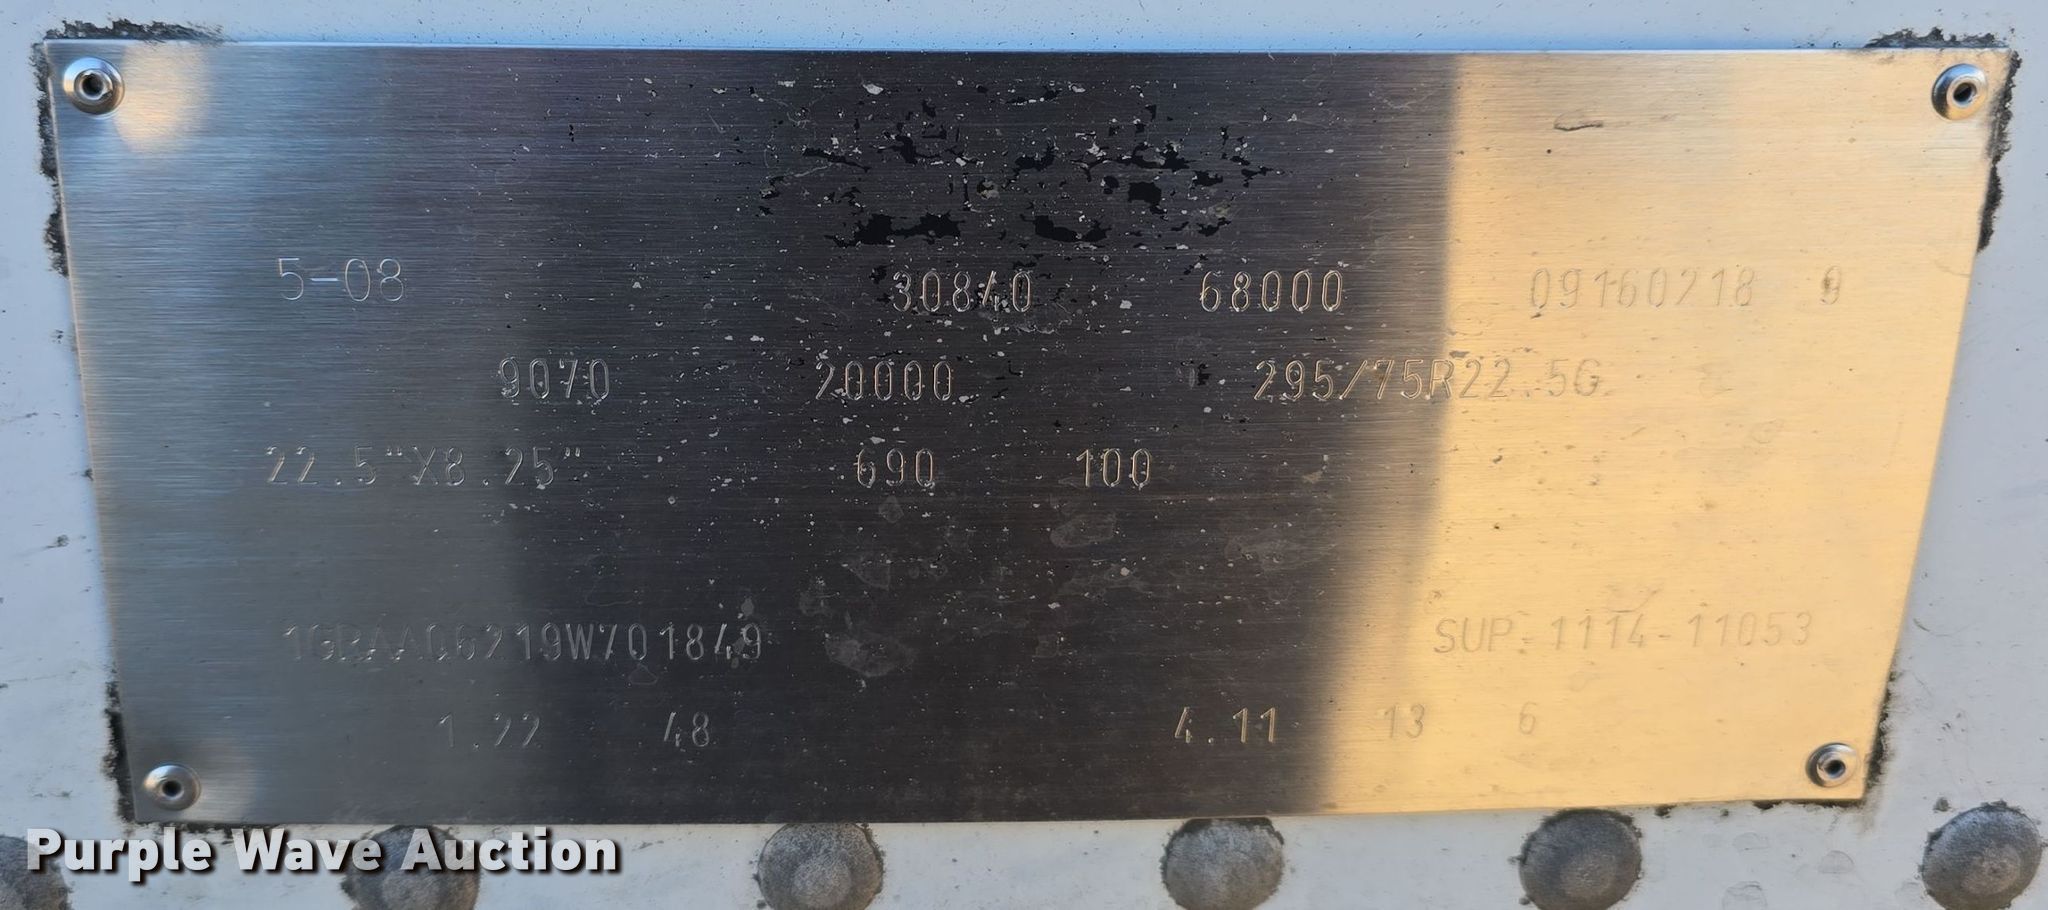 5-08 30840 68000 09160218 9
9070 20000 295/75R22.5G
22.5"X8.25" 690 100
1GRAA06219W701849 SUP-1114-11053
1.22 48 4.11 13 6
Purple Wave Auction